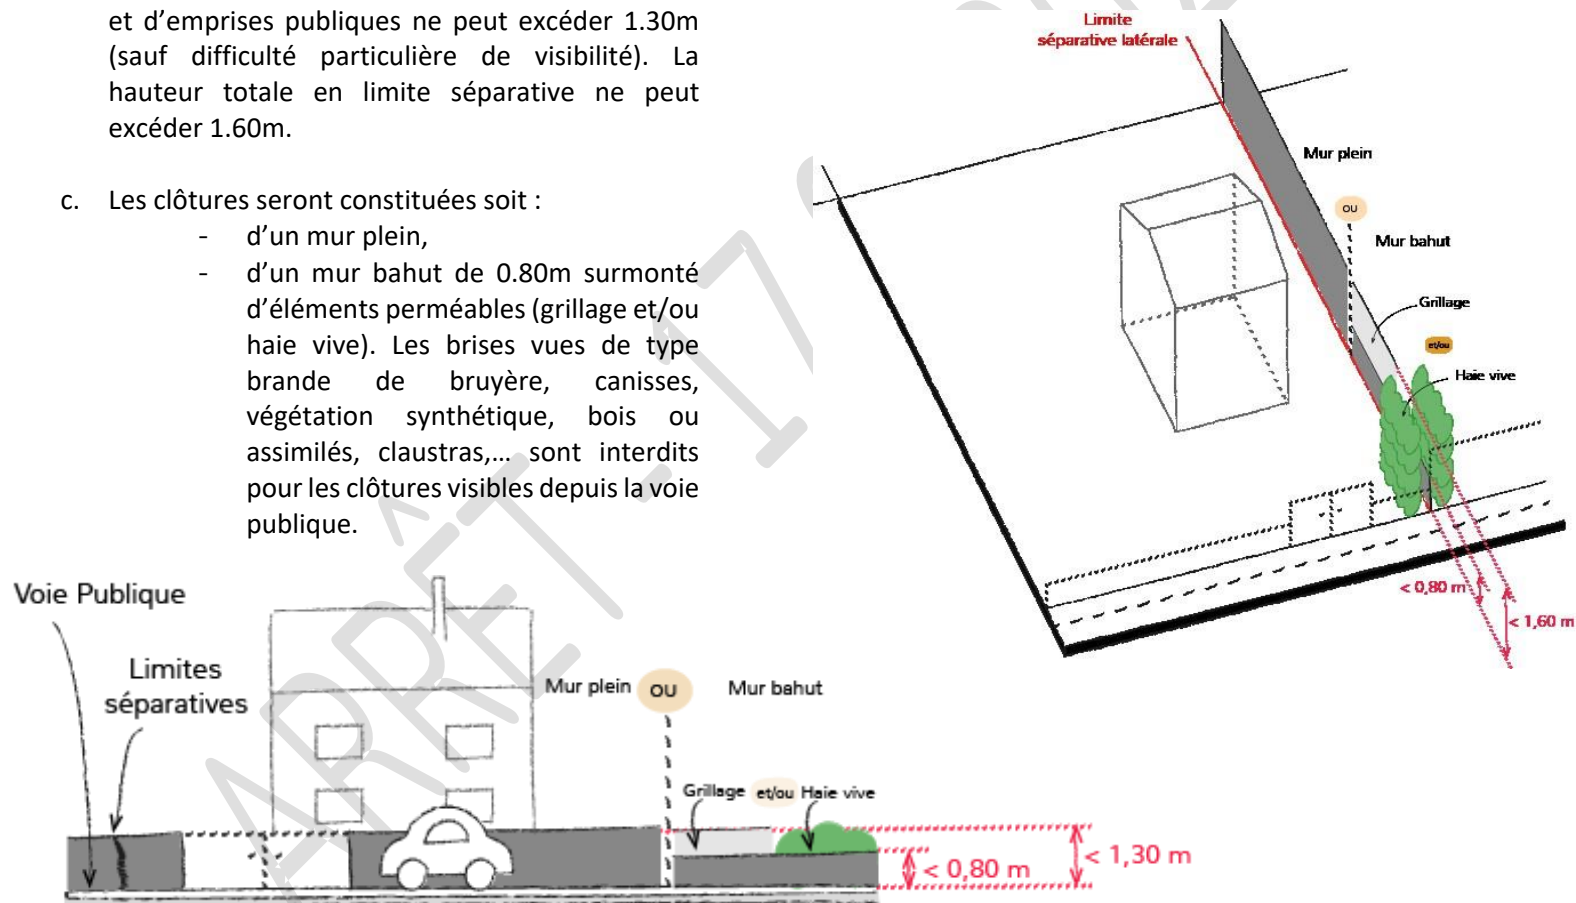 et d’emprises publiques ne peut excéder 1.30m
(sauf difficulté particulière de visibilité). La
hauteur totale en limite séparative ne peut
excéder 1.60m.
c. Les clôtures seront constituées soit :
- d’un mur plein,
- d’un mur bahut de 0.80m surmonté
d’éléments perméables (grillage et/ou
haie vive). Les brises vues de type
brande de bruyère, canisses,
végétation synthétique, bois ou
assimilés, claustras,… sont interdits
pour les clôtures visibles depuis la voie
publique.
Limite
séparative latérale
Mur plein
OU
Mur bahut
Grillage
et/ou
Haie vive
< 0,80 m
< 1,60 m
Voie Publique
Limites
séparatives
Mur plein OU Mur bahut
Grillage et/ou Haie vive
< 0,80 m
< 1,30 m
ARRÊT - 17